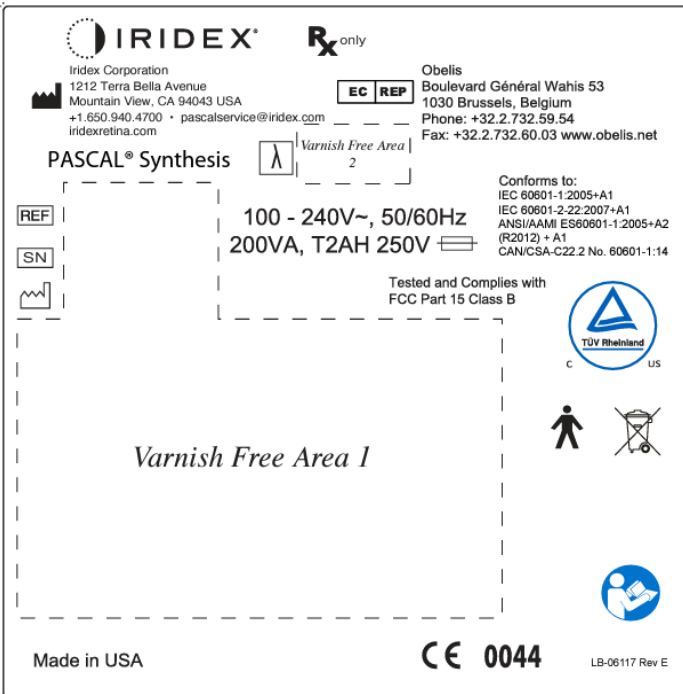 IRIDEX®
Rx only
Iridex Corporation
1212 Terra Bella Avenue
Mountain View, CA 94043 USA
+1.650.940.4700 • pascalservice@iridex.com
iridexretina.com
EC REP
Obelis
Boulevard Général Wahis 53
1030 Brussels, Belgium
Phone: +32.2.732.59.54
Fax: +32.2.732.60.03 www.obelis.net
PASCAL® Synthesis
λ
Varnish Free Area
2
REF
SN
100 - 240V~, 50/60Hz
200VA, T2AH 250V
Conforms to:
IEC 60601-1:2005+A1
IEC 60601-2-22:2007+A1
ANSI/AAMI ES60601-1:2005+A2
(R2012) + A1
CAN/CSA-C22.2 No. 60601-1:14
Tested and Complies with
FCC Part 15 Class B
TÜV Rheinland
C US
Varnish Free Area 1
Made in USA
CE 0044
LB-06117 Rev E